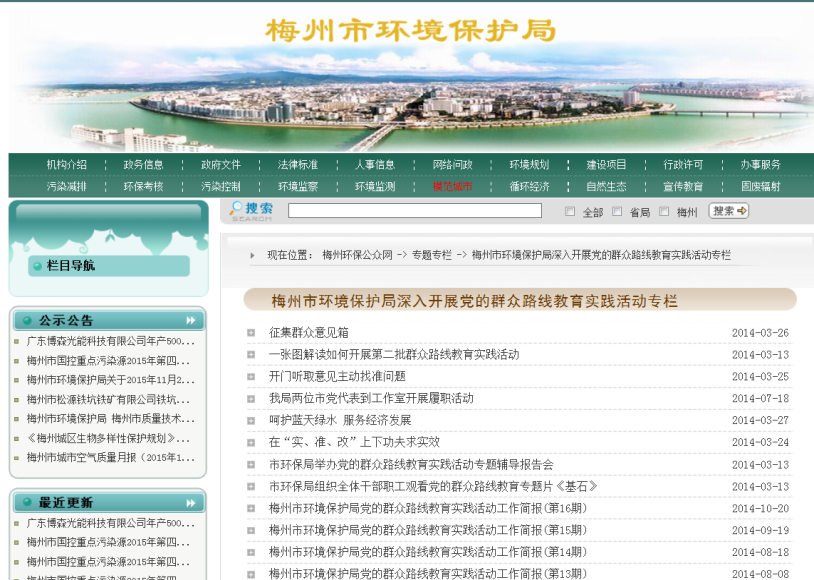 梅州市环境保护局
机构介绍 政务信息 政府文件 法律标准 人事信息 网络问政 环境规划 建设项目 行政许可 办事服务
污染减排 环保考核 污染控制 环境监察 环境监测 模范城市 循环经济 自然生态 宣传教育 固废辐射
搜索 全部 省局 梅州 搜索
SEARCH
栏目导航
现在位置： 梅州环保公众网 -> 专题专栏 -> 梅州市环境保护局深入开展党的群众路线教育实践活动专栏
公示公告
广东博森光能科技有限公司年产500...
梅州市国控重点污染源2015年第四...
梅州市环境保护局关于2015年11月2...
梅州市松源铁坑铁矿有限公司铁坑...
梅州市环境保护局 梅州市质量技术...
《梅州城区生物多样性保护规划》...
梅州市城市空气质量月报（2015年1...
最近更新
广东博森光能科技有限公司年产500...
梅州市国控重点污染源2015年第四...
梅州市国控重点污染源2015年第四...
梅州市国控重点污染源2015年第四...
梅州市环境保护局深入开展党的群众路线教育实践活动专栏
征集群众意见箱 2014-03-26
一张图解读如何开展第二批群众路线教育实践活动 2014-03-13
开门听取意见主动找准问题 2014-03-25
我局两位市党代表到工作室开展履职活动 2014-07-18
呵护蓝天绿水 服务经济发展 2014-03-27
在“实、准、改”上下功夫求实效 2014-03-24
市环保局举办党的群众路线教育实践活动专题辅导报告会 2014-03-13
市环保局组织全体干部职工观看党的群众路线教育专题片《基石》 2014-03-13
梅州市环境保护局党的群众路线教育实践活动工作简报(第16期) 2014-10-20
梅州市环境保护局党的群众路线教育实践活动工作简报(第15期) 2014-09-19
梅州市环境保护局党的群众路线教育实践活动工作简报(第14期) 2014-08-18
梅州市环境保护局党的群众路线教育实践活动工作简报(第13期) 2014-08-08